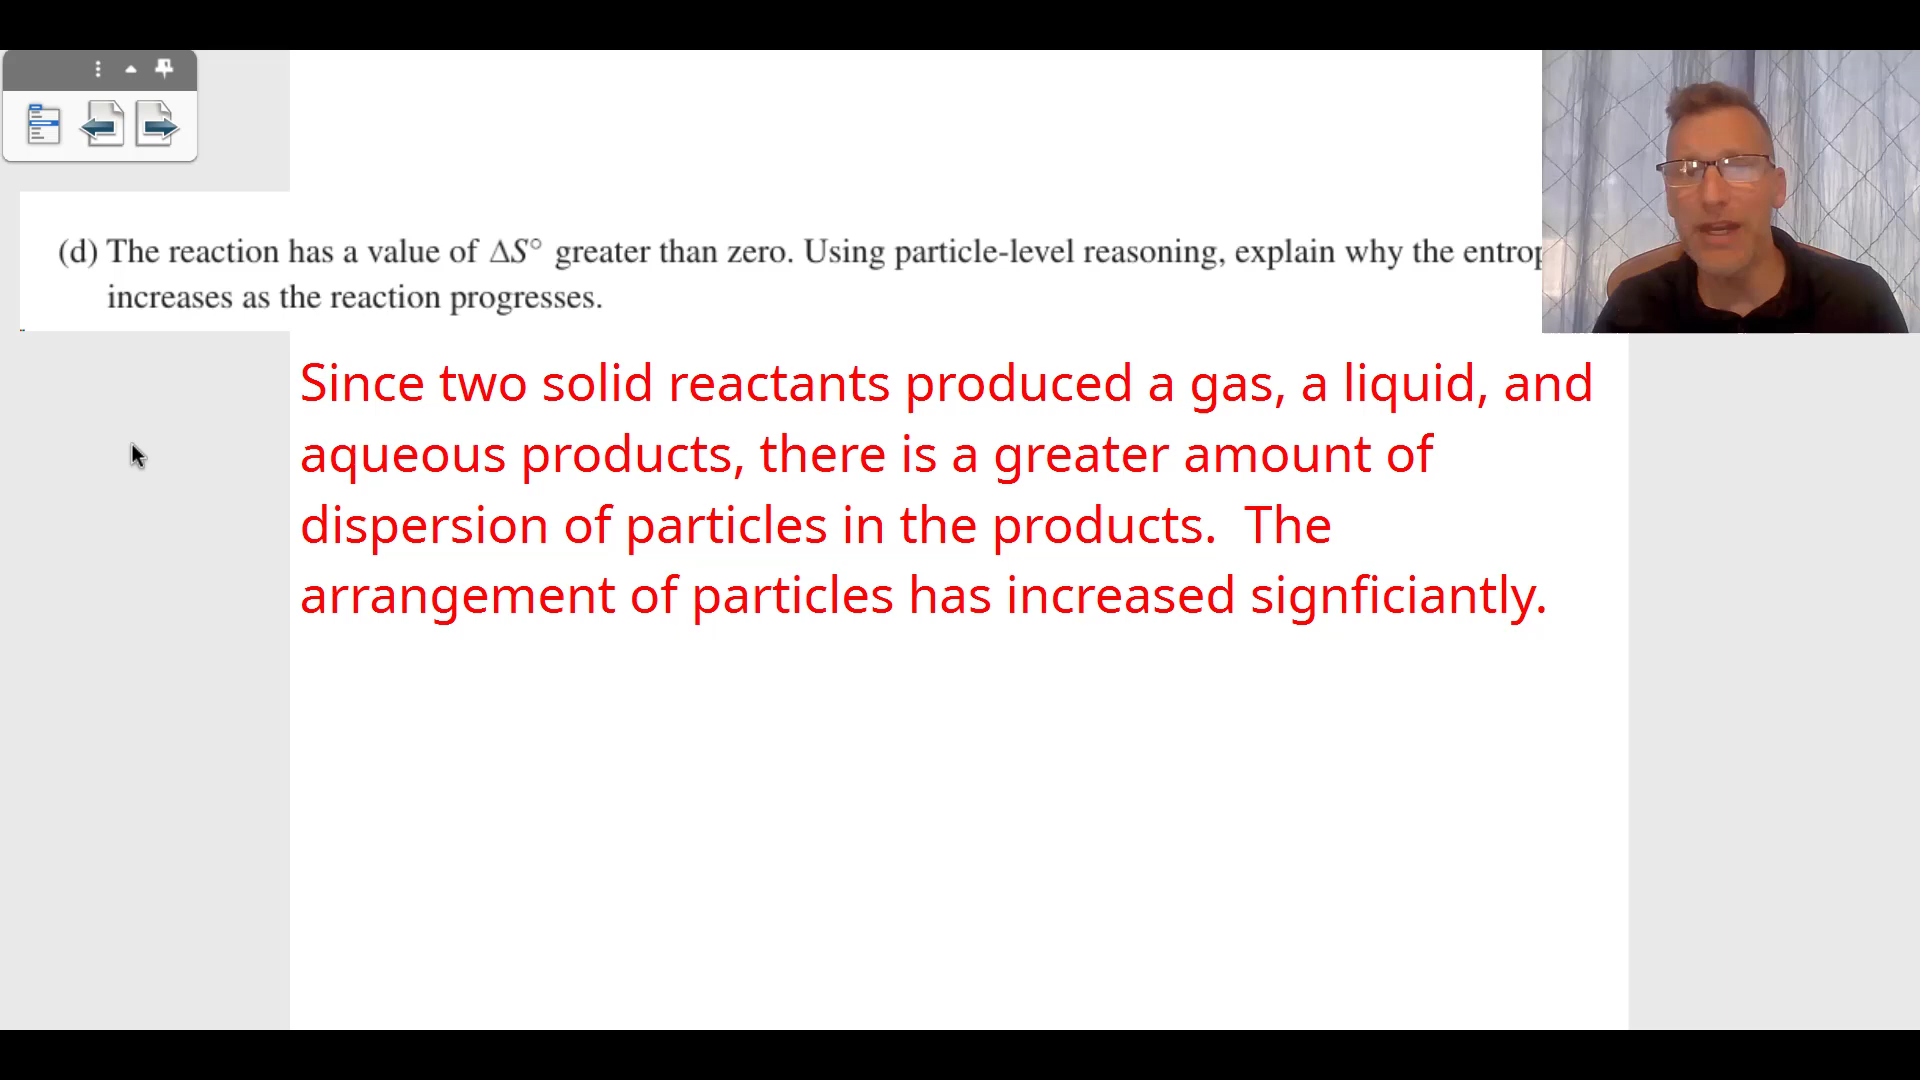 (d) The reaction has a value of ΔS° greater than zero. Using particle-level reasoning, explain why the entrop
increases as the reaction progresses.
Since two solid reactants produced a gas, a liquid, and
aqueous products, there is a greater amount of
dispersion of particles in the products. The
arrangement of particles has increased signficiantly.